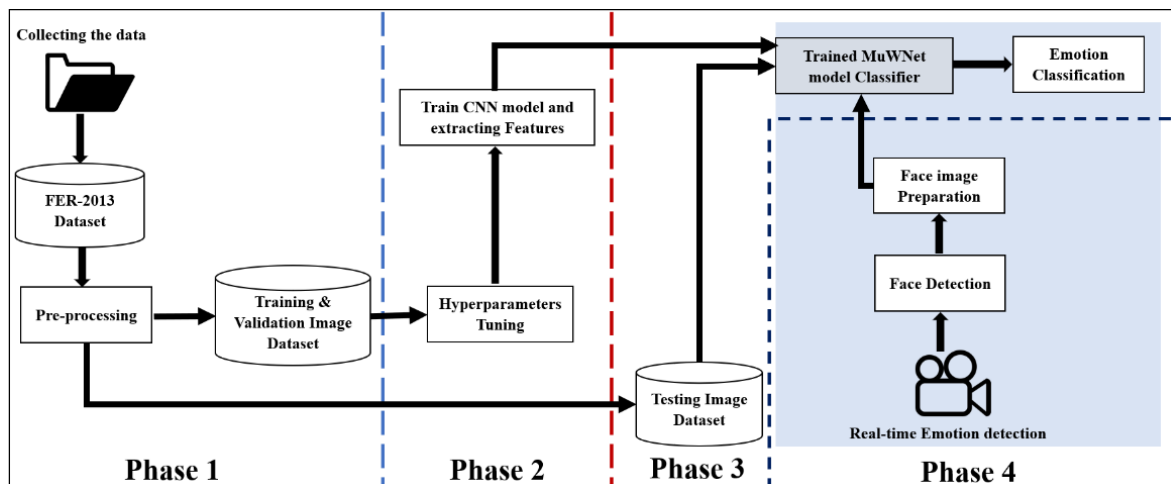 Collecting the data
FER-2013
Dataset
Pre-processing
Training &
Validation Image
Dataset
Phase 1
Train CNN model and
extracting Features
Hyperparameters
Tuning
Phase 2
Testing Image
Dataset
Phase 3
Trained MuWNet
model Classifier
Emotion
Classification
Face image
Preparation
Face Detection
Real-time Emotion detection
Phase 4